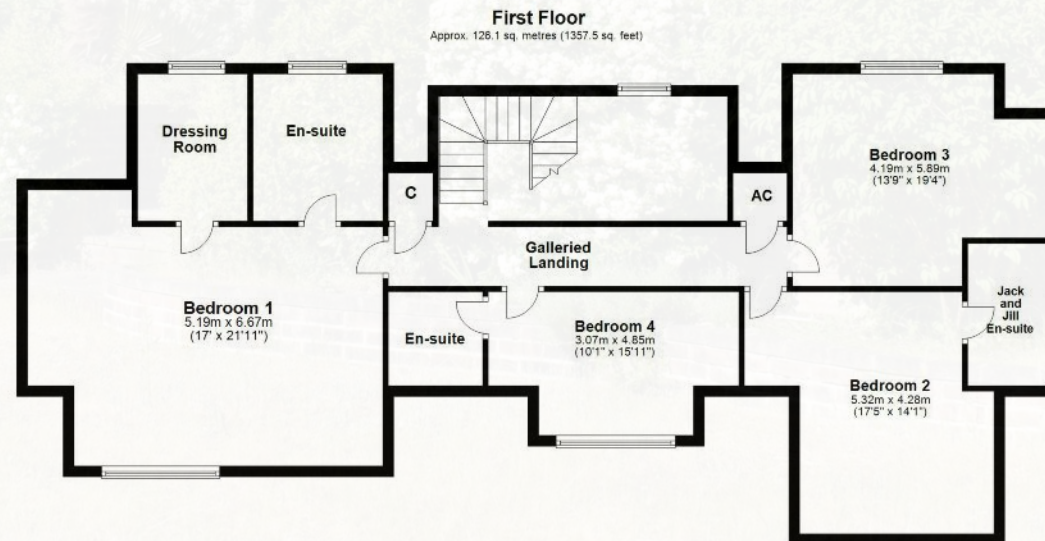 First Floor
Approx. 126.1 sq. metres (1357.5 sq. feet)
Dressing
Room
En-suite
C
Galleried
Landing
AC
Bedroom 3
4.19m x 5.89m
(13'9" x 19'4")
Jack
and
Jill
En-suite
Bedroom 1
5.19m x 6.67m
(17' x 21'11")
En-suite
Bedroom 4
3.07m x 4.85m
(10'1" x 15'11")
Bedroom 2
5.32m x 4.28m
(17'5" x 14'1")